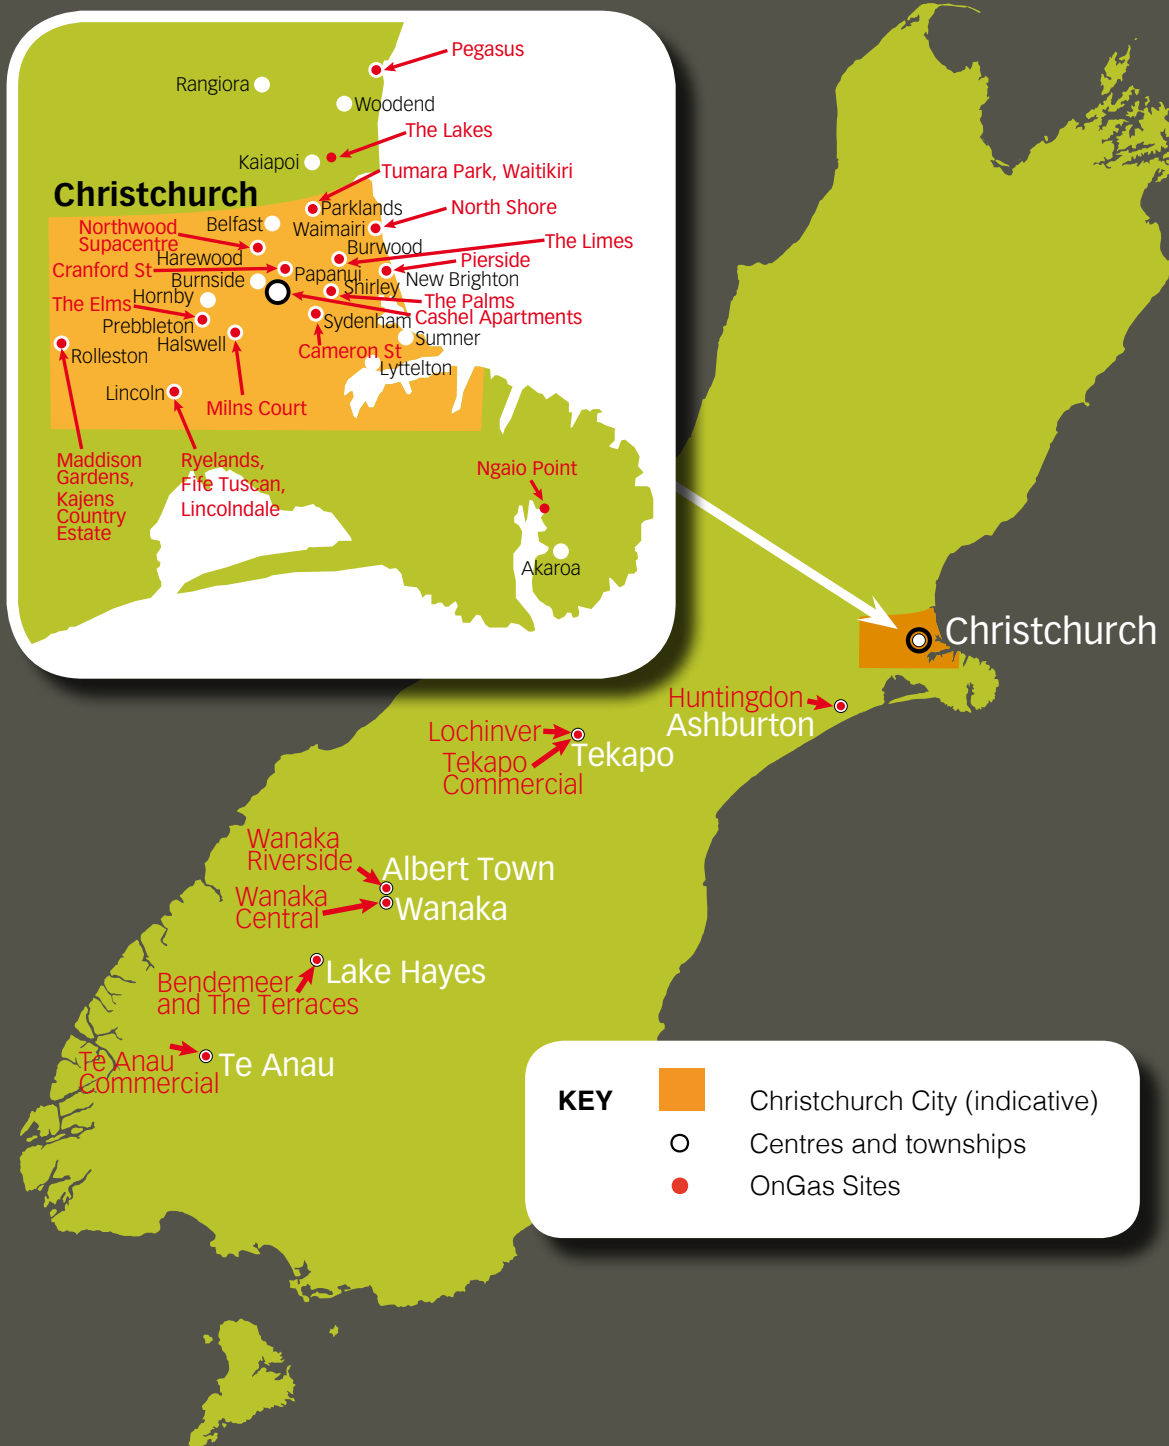 Pegasus
Rangiora
Woodend
The Lakes
Kaiapoi
Tumara Park, Waitikiri
Christchurch
Parklands
North Shore
Belfast
Waimairi
Northwood
Supacentre
Burwood
The Limes
Harewood
Pierside
Cranford St
Papanui
Burnside
Shirley
New Brighton
Hornby
The Elms
The Palms
Cashel Apartments
Prebbleton
Sydenham
Halswell
Sumner
Cameron St
Rolleston
Lyttelton
Lincoln
Milns Court
Maddison
Gardens,
Kajens
Country
Estate
Ryelands,
Fife Tuscan,
Lincolndale
Ngaio Point
Akaroa
Christchurch
Huntingdon
Ashburton
Lochinver
Tekapo
Tekapo
Commercial
Wanaka
Riverside
Albert Town
Wanaka
Central
Wanaka
Lake Hayes
Bendemeer
and The Terraces
Te Anau
Commercial
Te Anau
KEY
Christchurch City (indicative)
Centres and townships
OnGas Sites